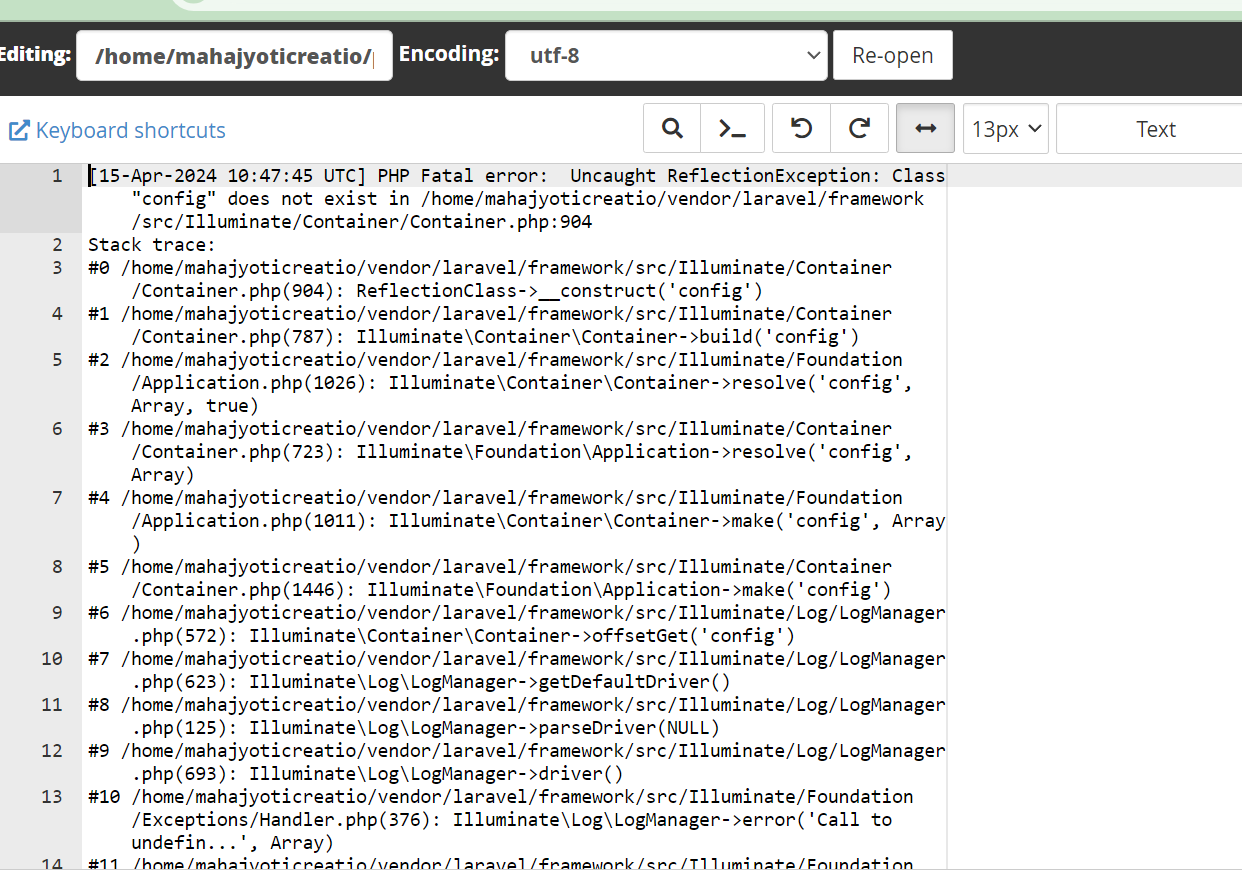 Editing:
/home/mahajyoticreatio/
Encoding:
utf-8
Re-open
Keyboard shortcuts
13px
Text
1 [15-Apr-2024 10:47:45 UTC] PHP Fatal error:  Uncaught ReflectionException: Class
"config" does not exist in /home/mahajyoticreatio/vendor/laravel/framework
/src/Illuminate/Container/Container.php:904
2 Stack trace:
3 #0 /home/mahajyoticreatio/vendor/laravel/framework/src/Illuminate/Container
/Container.php(904): ReflectionClass->__construct('config')
4 #1 /home/mahajyoticreatio/vendor/laravel/framework/src/Illuminate/Container
/Container.php(787): Illuminate\Container\Container->build('config')
5 #2 /home/mahajyoticreatio/vendor/laravel/framework/src/Illuminate/Foundation
/Application.php(1026): Illuminate\Container\Container->resolve('config',
Array, true)
6 #3 /home/mahajyoticreatio/vendor/laravel/framework/src/Illuminate/Container
/Container.php(723): Illuminate\Foundation\Application->resolve('config',
Array)
7 #4 /home/mahajyoticreatio/vendor/laravel/framework/src/Illuminate/Foundation
/Application.php(1011): Illuminate\Container\Container->make('config', Array
)
8 #5 /home/mahajyoticreatio/vendor/laravel/framework/src/Illuminate/Container
/Container.php(1446): Illuminate\Foundation\Application->make('config')
9 #6 /home/mahajyoticreatio/vendor/laravel/framework/src/Illuminate/Log/LogManager
.php(572): Illuminate\Container\Container->offsetGet('config')
10 #7 /home/mahajyoticreatio/vendor/laravel/framework/src/Illuminate/Log/LogManager
.php(623): Illuminate\Log\LogManager->getDefaultDriver()
11 #8 /home/mahajyoticreatio/vendor/laravel/framework/src/Illuminate/Log/LogManager
.php(125): Illuminate\Log\LogManager->parseDriver(NULL)
12 #9 /home/mahajyoticreatio/vendor/laravel/framework/src/Illuminate/Log/LogManager
.php(693): Illuminate\Log\LogManager->driver()
13 #10 /home/mahajyoticreatio/vendor/laravel/framework/src/Illuminate/Foundation
/Exceptions/Handler.php(376): Illuminate\Log\LogManager->error('Call to
undefin...', Array)
14 #11 /home/mahajyoticreatio/vendor/laravel/framework/src/Illuminate/Foundation